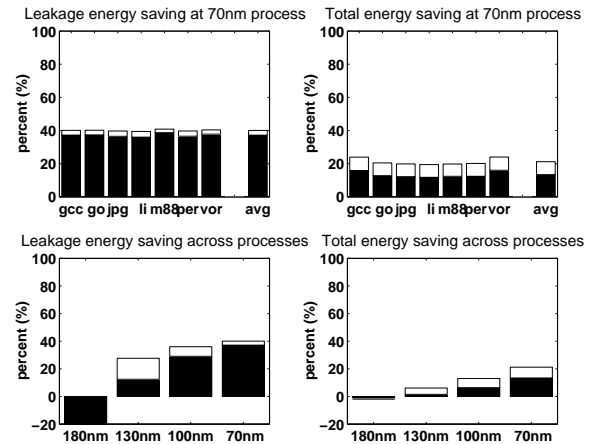 Leakage energy saving at 70nm process
percent (%)
100
80
60
40
20
0
gcc go jpg li m88 per vor avg
Total energy saving at 70nm process
percent (%)
100
80
60
40
20
0
gcc go jpg li m88 per vor avg
Leakage energy saving across processes
percent (%)
100
80
60
40
20
0
−20
180nm 130nm 100nm 70nm
Total energy saving across processes
percent (%)
100
80
60
40
20
0
−20
180nm 130nm 100nm 70nm